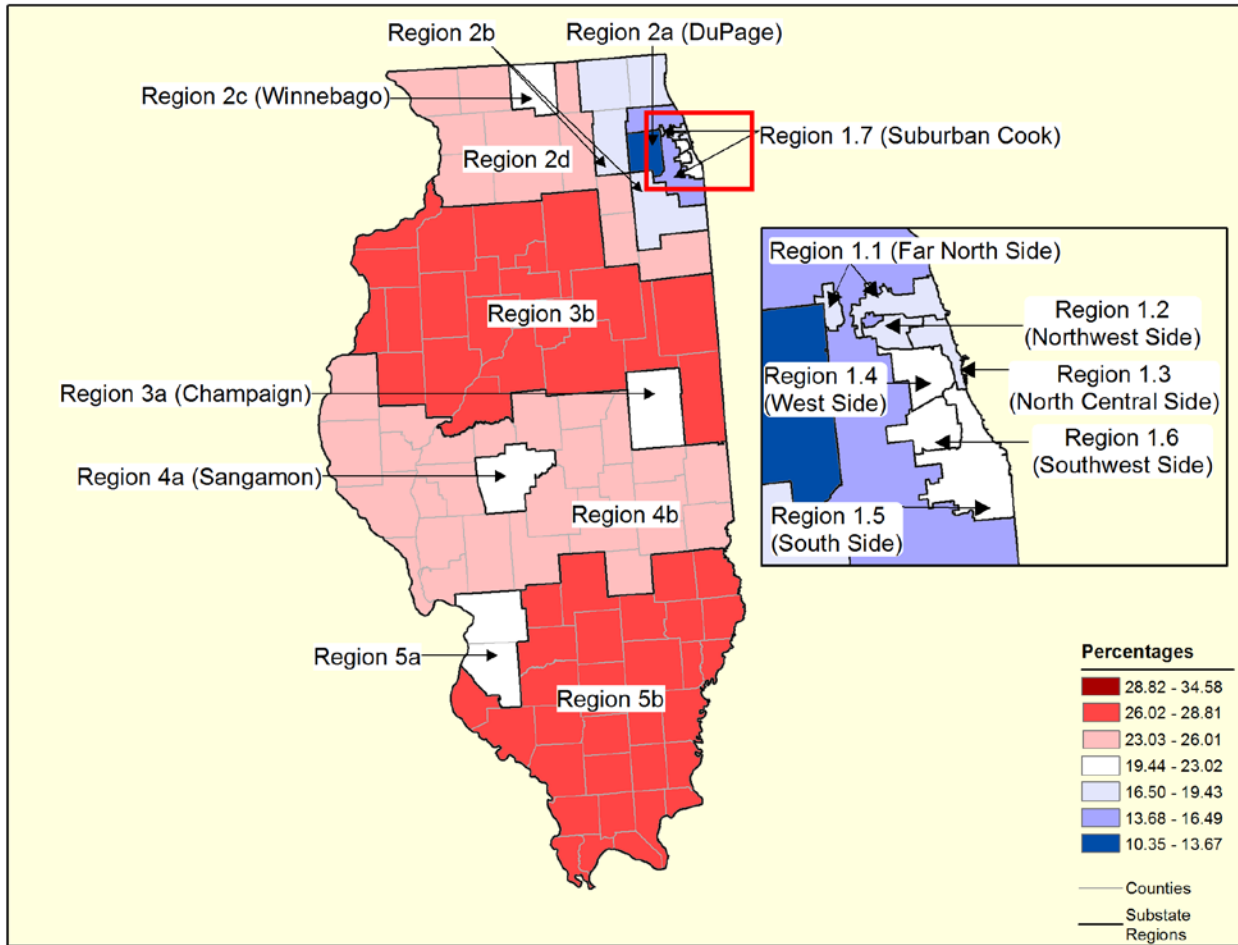 Region 2b
Region 2a (DuPage)
Region 2c (Winnebago)
Region 1.7 (Suburban Cook)
Region 2d
Region 3b
Region 3a (Champaign)
Region 4a (Sangamon)
Region 4b
Region 5a
Region 5b
Region 1.1 (Far North Side)
Region 1.2
(Northwest Side)
Region 1.4
(West Side)
Region 1.3
(North Central Side)
Region 1.6
(Southwest Side)
Region 1.5
(South Side)
Percentages
28.82 - 34.58
26.02 - 28.81
23.03 - 26.01
19.44 - 23.02
16.50 - 19.43
13.68 - 16.49
10.35 - 13.67
Counties
Substate
Regions